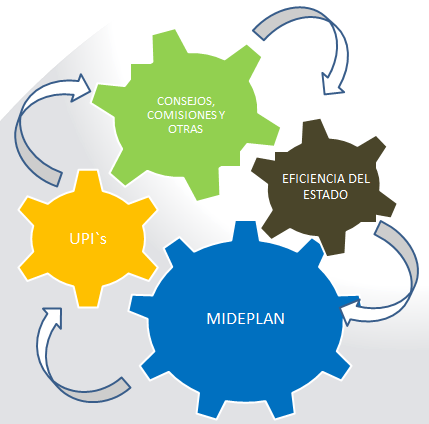 CONSEJOS,
COMISIONES Y
OTRAS
EFICIENCIA DEL
ESTADO
UPI`s
MIDEPLAN